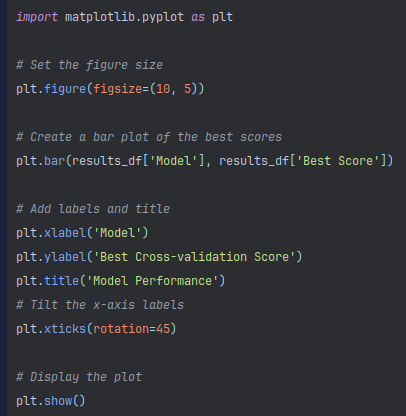 import matplotlib.pyplot as plt
# Set the figure size
plt.figure(figsize=(10, 5))
# Create a bar plot of the best scores
plt.bar(results_df['Model'], results_df['Best Score'])
# Add labels and title
plt.xlabel('Model')
plt.ylabel('Best Cross-validation Score')
plt.title('Model Performance')
# Tilt the x-axis labels
plt.xticks(rotation=45)
# Display the plot
plt.show()